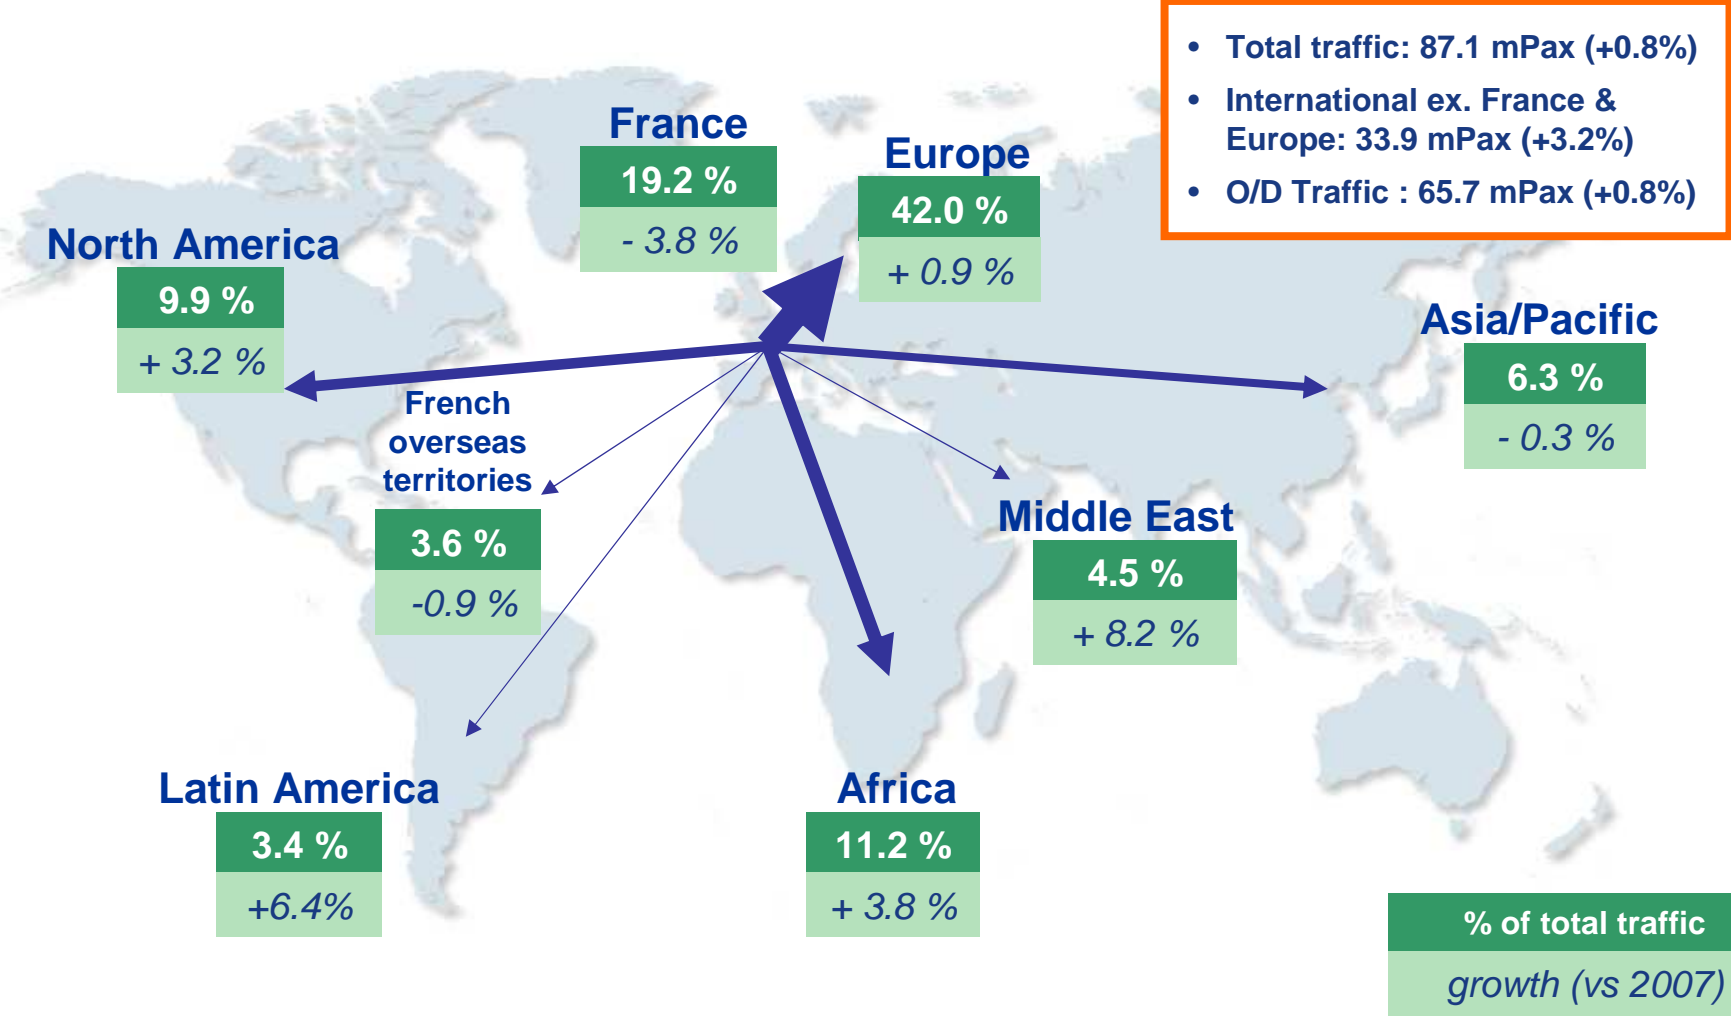 • Total traffic: 87.1 mPax (+0.8%)
• International ex. France &
Europe: 33.9 mPax (+3.2%)
• O/D Traffic : 65.7 mPax (+0.8%)
France
19.2 %
- 3.8 %
Europe
42.0 %
+ 0.9 %
North America
9.9 %
+ 3.2 %
Asia/Pacific
6.3 %
- 0.3 %
French
overseas
territories
3.6 %
-0.9 %
Middle East
4.5 %
+ 8.2 %
Latin America
3.4 %
+6.4%
Africa
11.2 %
+ 3.8 %
% of total traffic
growth (vs 2007)